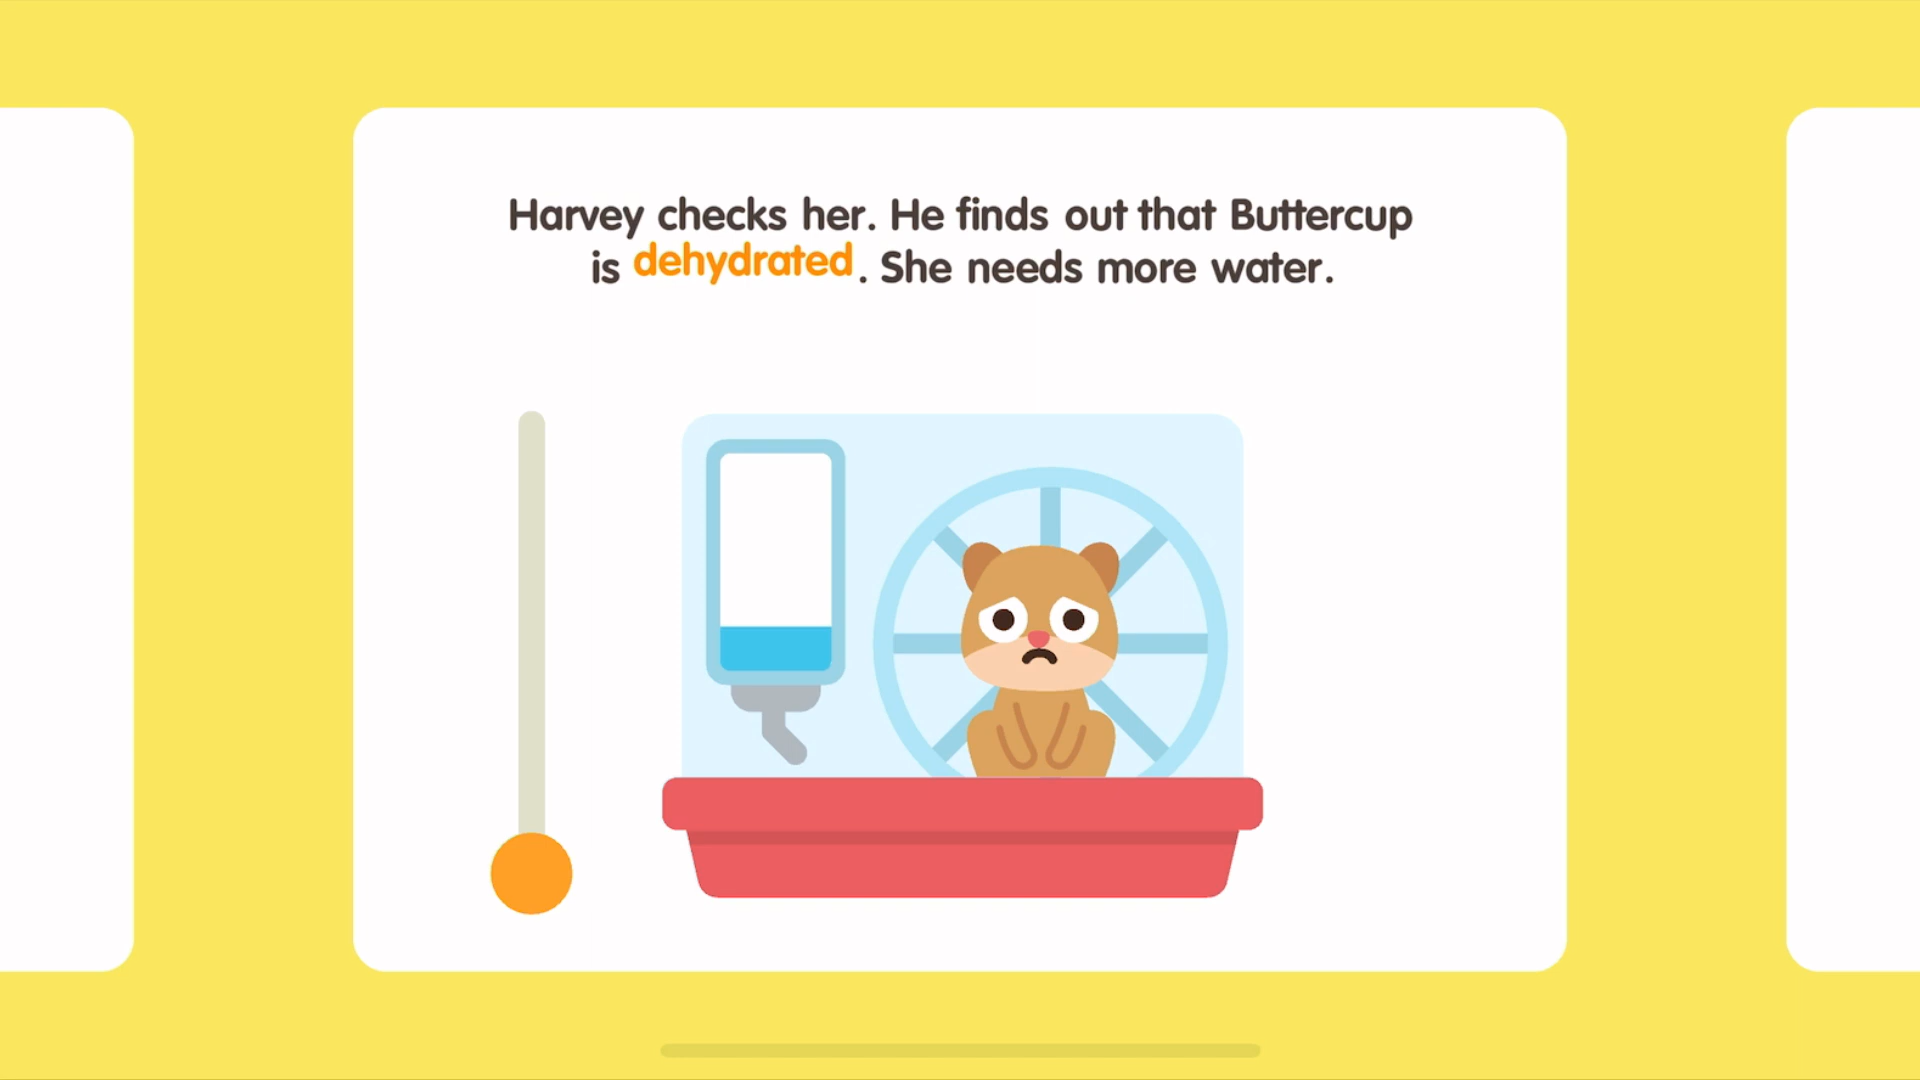 Harvey checks her. He finds out that Buttercup
is dehydrated. She needs more water.